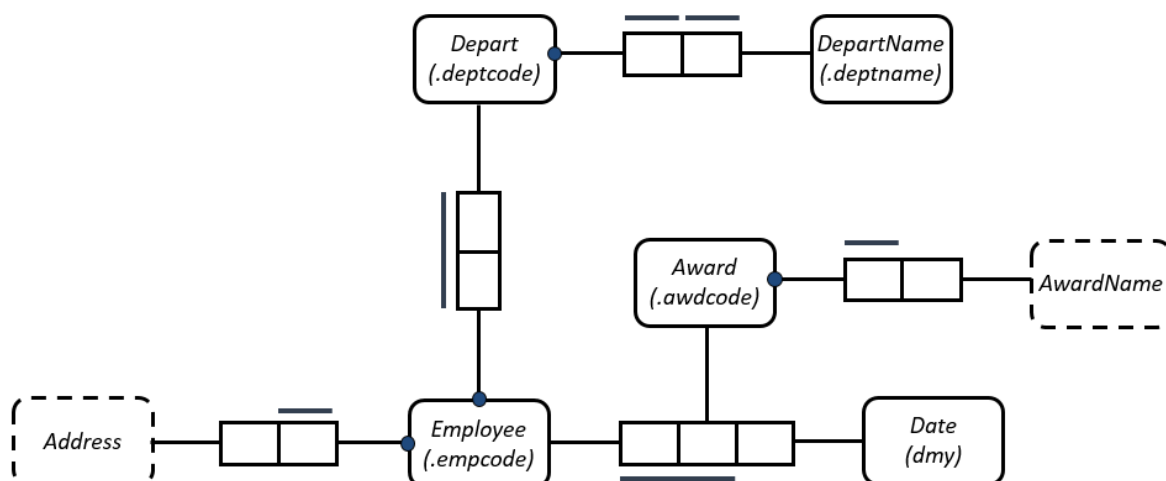 Depart
(.deptcode)
DepartName
(.deptname)
Award
(.awdcode)
AwardName
Address
Employee
(.empcode)
Date
(dmy)